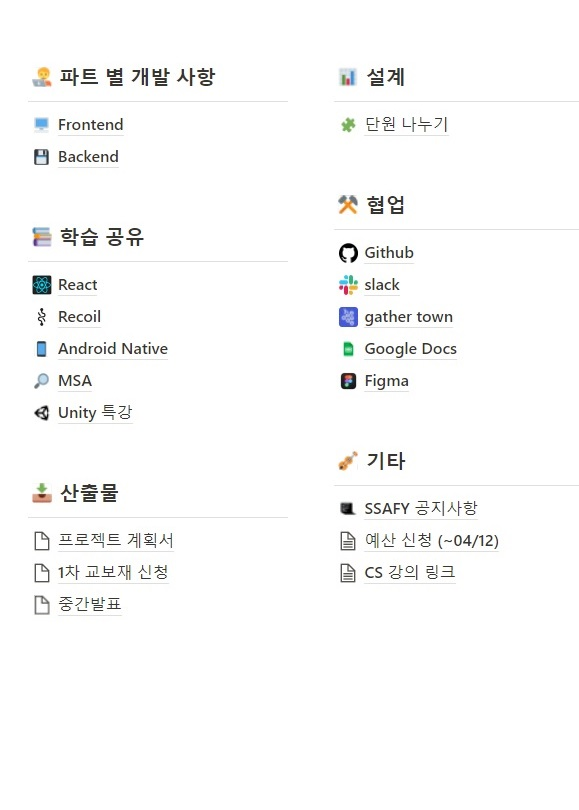 파트 별 개발 사항
Frontend
Backend
학습 공유
React
Recoil
Android Native
MSA
Unity 특강
산출물
프로젝트 계획서
1차 교보재 신청
중간발표
설계
단원 나누기
협업
Github
slack
gather town
Google Docs
Figma
기타
SSAFY 공지사항
예산 신청 (~04/12)
CS 강의 링크